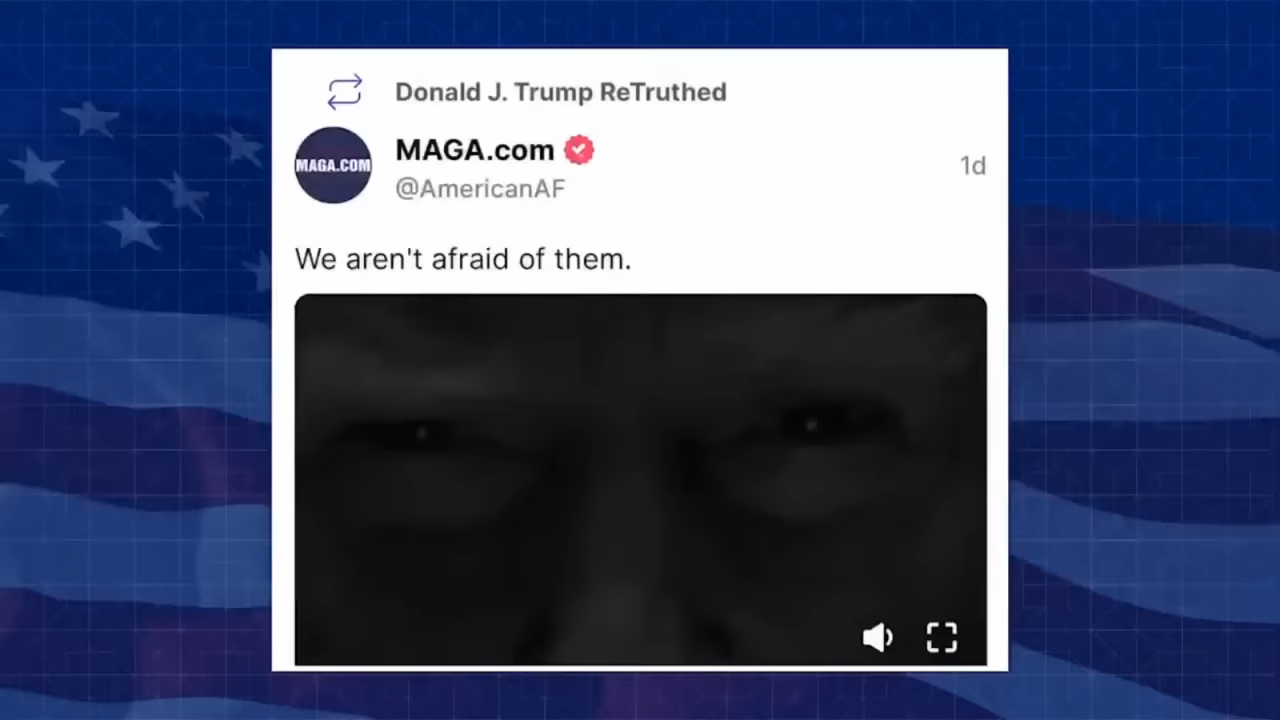 Donald J. Trump ReTruthed
MAGA.COM
MAGA.com
@AmericanAF
1d
We aren't afraid of them.